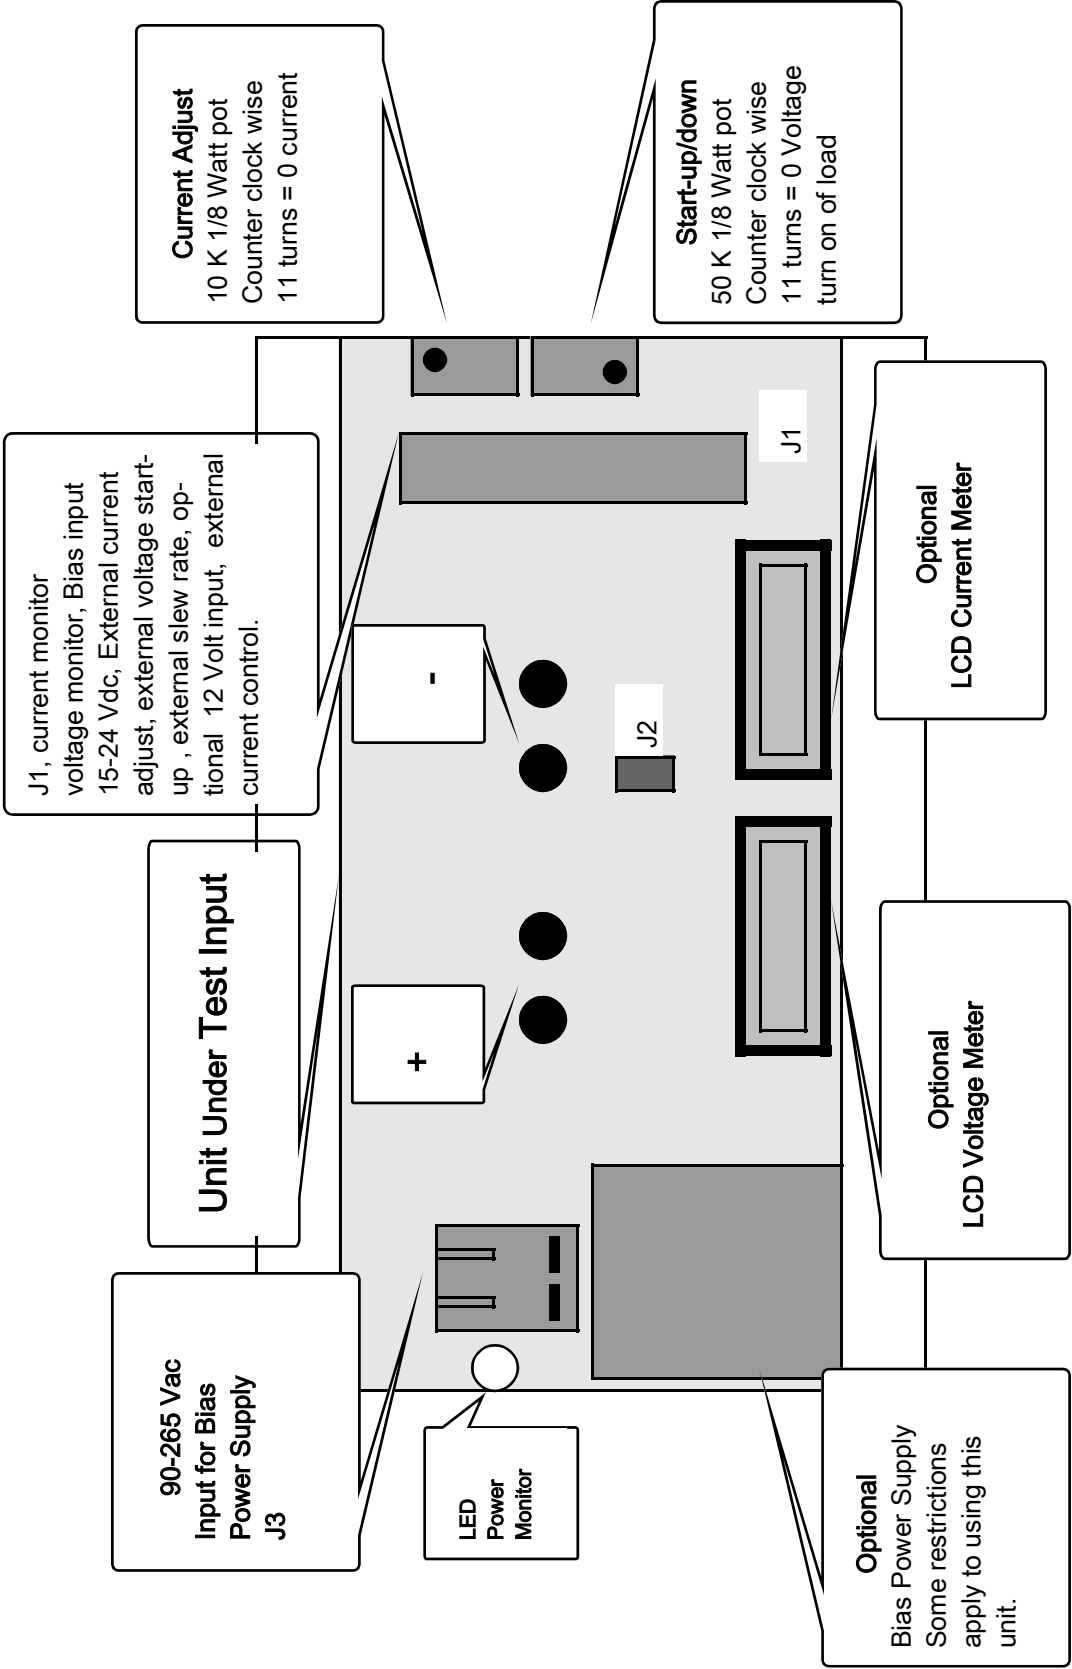 90-265 Vac
Input for Bias
Power Supply
J3
Unit Under Test Input
J1, current monitor
voltage monitor, Bias input
15-24 Vdc, External current
adjust, external voltage start-
up , external slew rate, op-
tional 12 Volt input, external
current control.
Current Adjust
10 K 1/8 Watt pot
Counter clock wise
11 turns = 0 current
LED
Power
Monitor
+
-
J2
J1
Start-up/down
50 K 1/8 Watt pot
Counter clock wise
11 turns = 0 Voltage
turn on of load
Optional
Bias Power Supply
Some restrictions
apply to using this
unit.
Optional
LCD Voltage Meter
Optional
LCD Current Meter